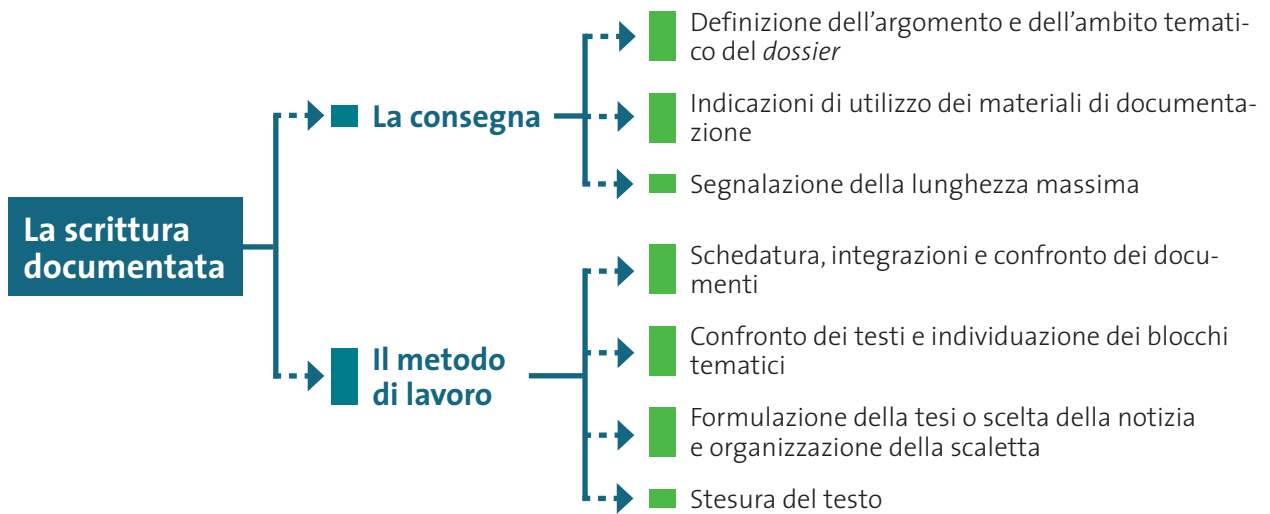 Definizione dell’argomento e dell’ambito temati-
co del dossier
Indicazioni di utilizzo dei materiali di documenta-
zione
La consegna
Segnalazione della lunghezza massima
La scrittura
documentata
Schedatura, integrazioni e confronto dei docu-
menti
Confronto dei testi e individuazione dei blocchi
tematici
Il metodo
di lavoro
Formulazione della tesi o scelta della notizia
e organizzazione della scaletta
Stesura del testo